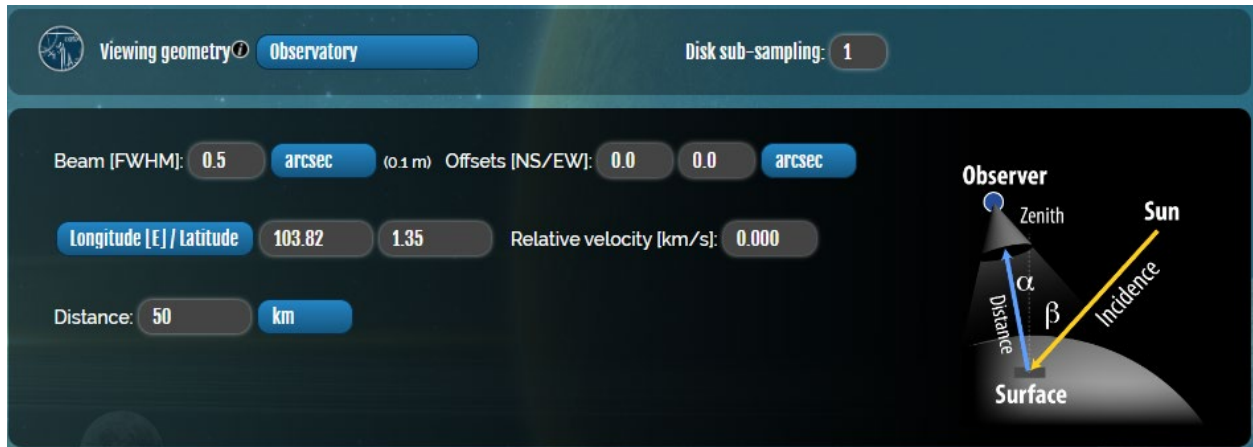 Viewing geometry Observatory Disk sub-sampling: 1
Beam [FWHM]: 0.5 arcsec (0.1 m) Offsets [NS/EW]: 0.0 0.0 arcsec
Longitude [E] / Latitude 103.82 1.35 Relative velocity [km/s]: 0.000
Distance: 50 km
Observer
Zenith
Sun
α
β
Distance
Incidence
Surface